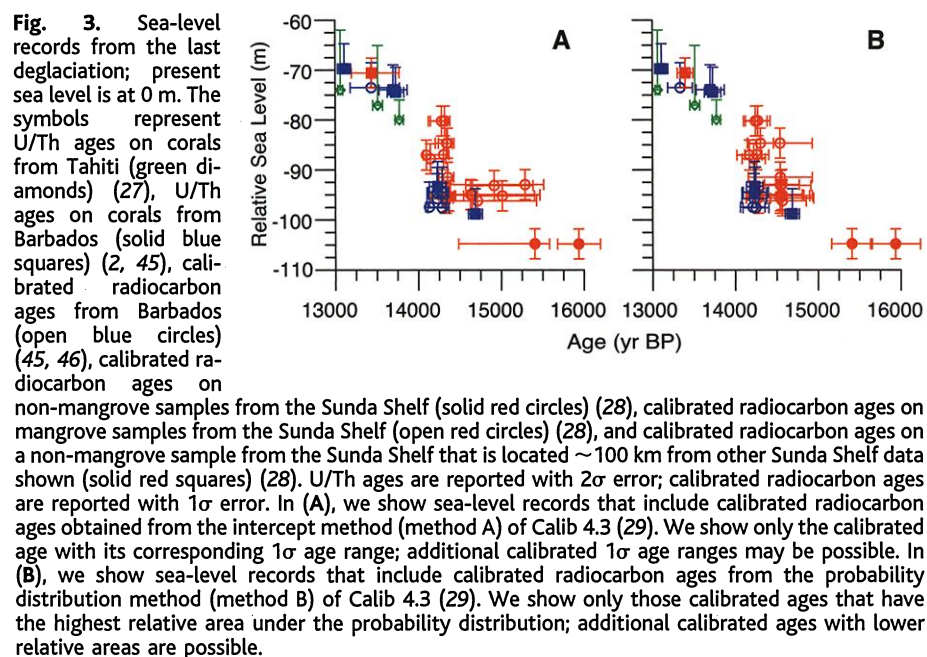 Fig. 3. Sea-level
records from the last
deglaciation; present
sea level is at 0 m. The
symbols represent
U/Th ages on corals
from Tahiti (green di-
amonds) (27), U/Th
ages on corals from
Barbados (solid blue
squares) (2, 45), cali-
brated radiocarbon
ages from Barbados
(open blue circles)
(45, 46), calibrated ra-
diocarbon ages on
non-mangrove samples from the Sunda Shelf (solid red circles) (28), calibrated radiocarbon ages on
mangrove samples from the Sunda Shelf (open red circles) (28), and calibrated radiocarbon ages on
a non-mangrove sample from the Sunda Shelf that is located ~100 km from other Sunda Shelf data
shown (solid red squares) (28). U/Th ages are reported with 2σ error; calibrated radiocarbon ages
are reported with 1σ error. In (A), we show sea-level records that include calibrated radiocarbon
ages obtained from the intercept method (method A) of Calib 4.3 (29). We show only the calibrated
age with its corresponding 1σ age range; additional calibrated 1σ age ranges may be possible. In
(B), we show sea-level records that include calibrated radiocarbon ages from the probability
distribution method (method B) of Calib 4.3 (29). We show only those calibrated ages that have
the highest relative area under the probability distribution; additional calibrated ages with lower
relative areas are possible.
Relative Sea Level (m)
-60
-70
-80
-90
-100
-110
A
B
13000 14000 15000 16000
13000 14000 15000 16000
Age (yr BP)